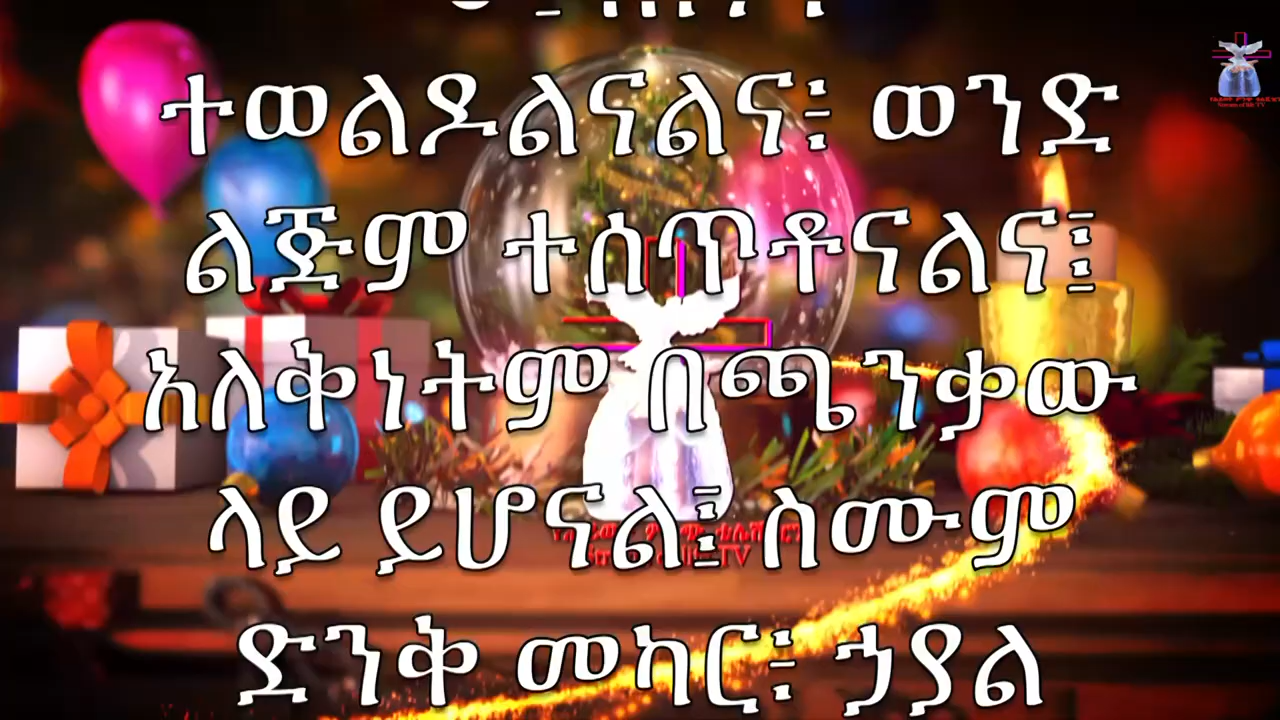 ተወልዶልናልና፥ ወንድ
ልጅም ተሰጥቶናልና፤
አለቅነትም በጫንቃው
ላይ ይሆናል፤ ስሙም
ድንቅ መካር፥ ኃያል